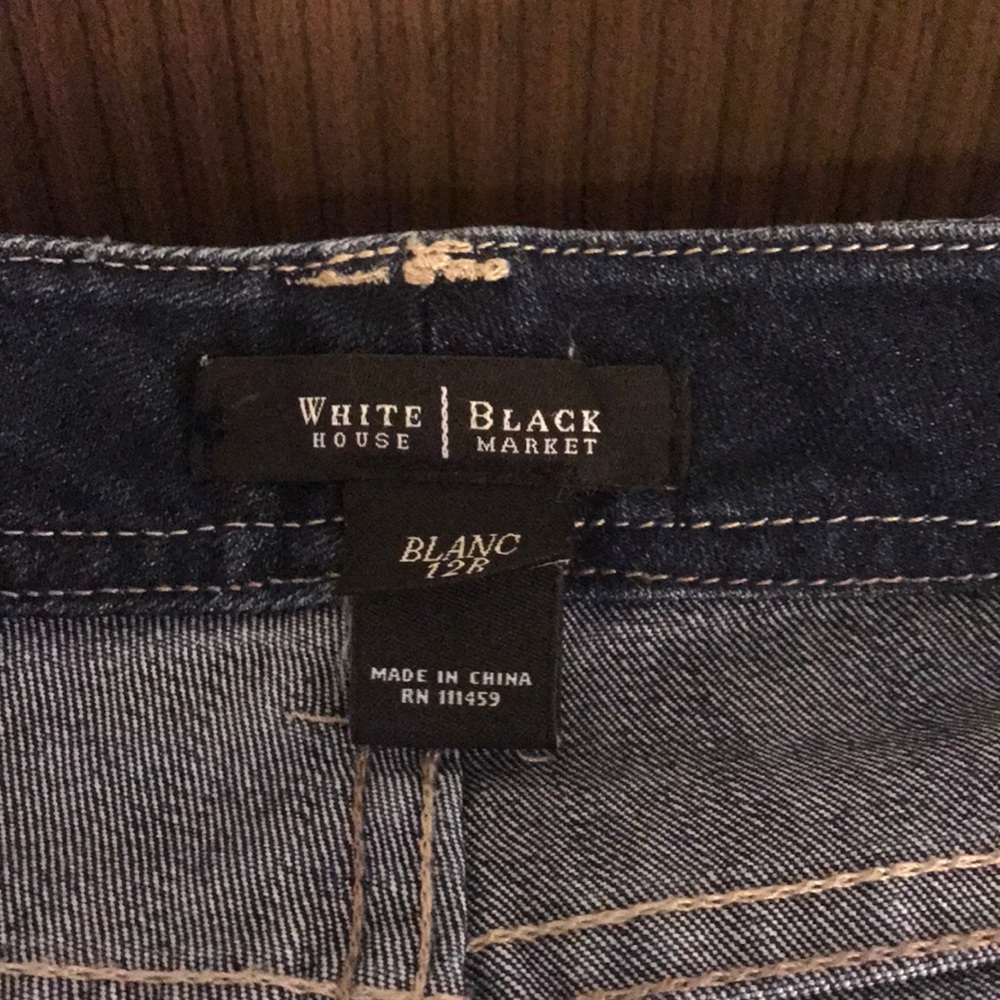 WHITE | BLACK
HOUSE MARKET
BLANC
12R
MADE IN CHINA
RN 111459